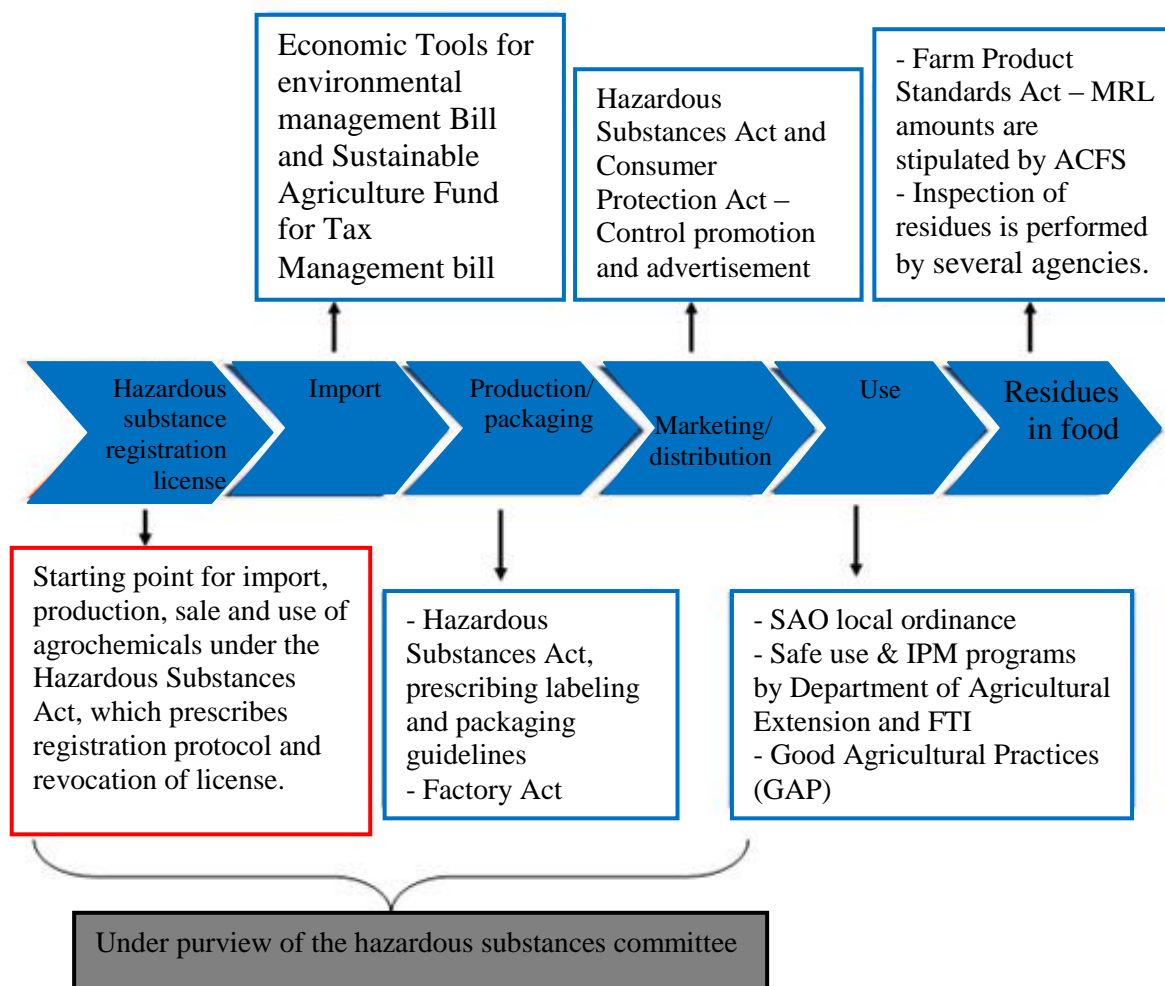 Economic Tools for
environmental
management Bill
and Sustainable
Agriculture Fund
for Tax
Management bill
Hazardous
Substances Act and
Consumer
Protection Act –
Control promotion
and advertisement
- Farm Product
Standards Act – MRL
amounts are
stipulated by ACFS
- Inspection of
residues is performed
by several agencies.
Hazardous
substance
registration
license
Import
Production/
packaging
Marketing/
distribution
Use
Residues
in food
Starting point for import,
production, sale and use of
agrochemicals under the
Hazardous Substances
Act, which prescribes
registration protocol and
revocation of license.
- Hazardous
Substances Act,
prescribing labeling
and packaging
guidelines
- Factory Act
- SAO local ordinance
- Safe use & IPM programs
by Department of Agricultural
Extension and FTI
- Good Agricultural Practices
(GAP)
Under purview of the hazardous substances committee